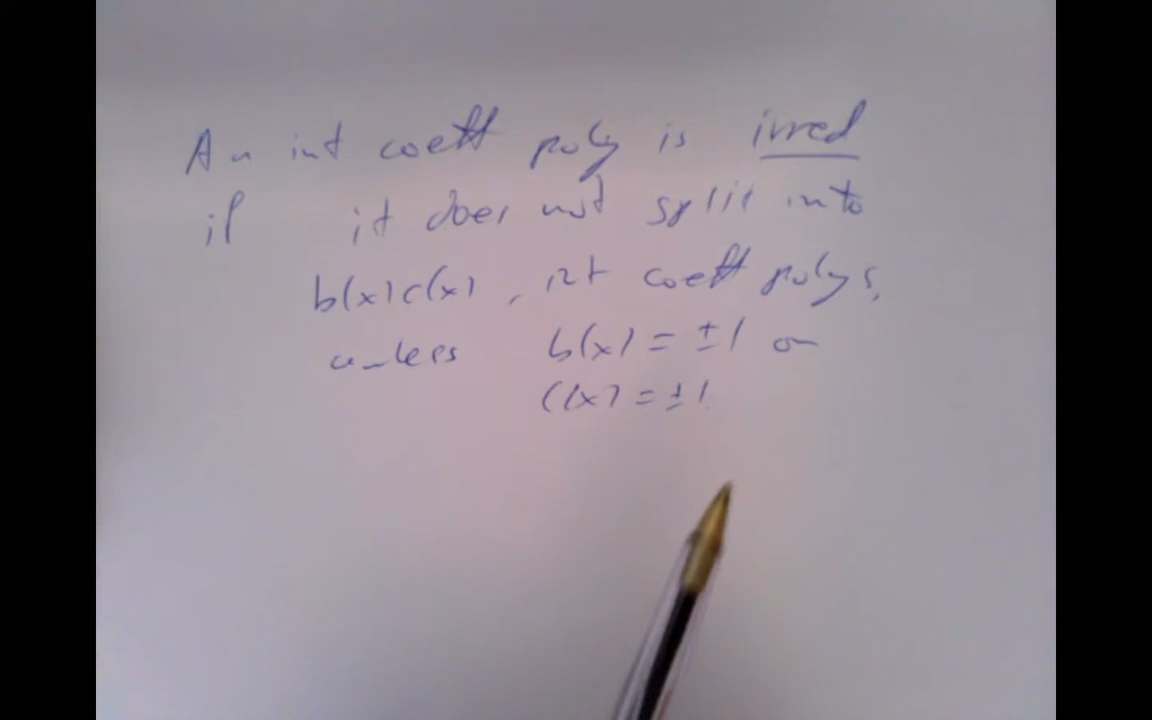 An int coeff poly is irred
if it does not split into
b(x)c(x), int coeff polys,
unless b(x) = ±1 or
c(x) = ±1